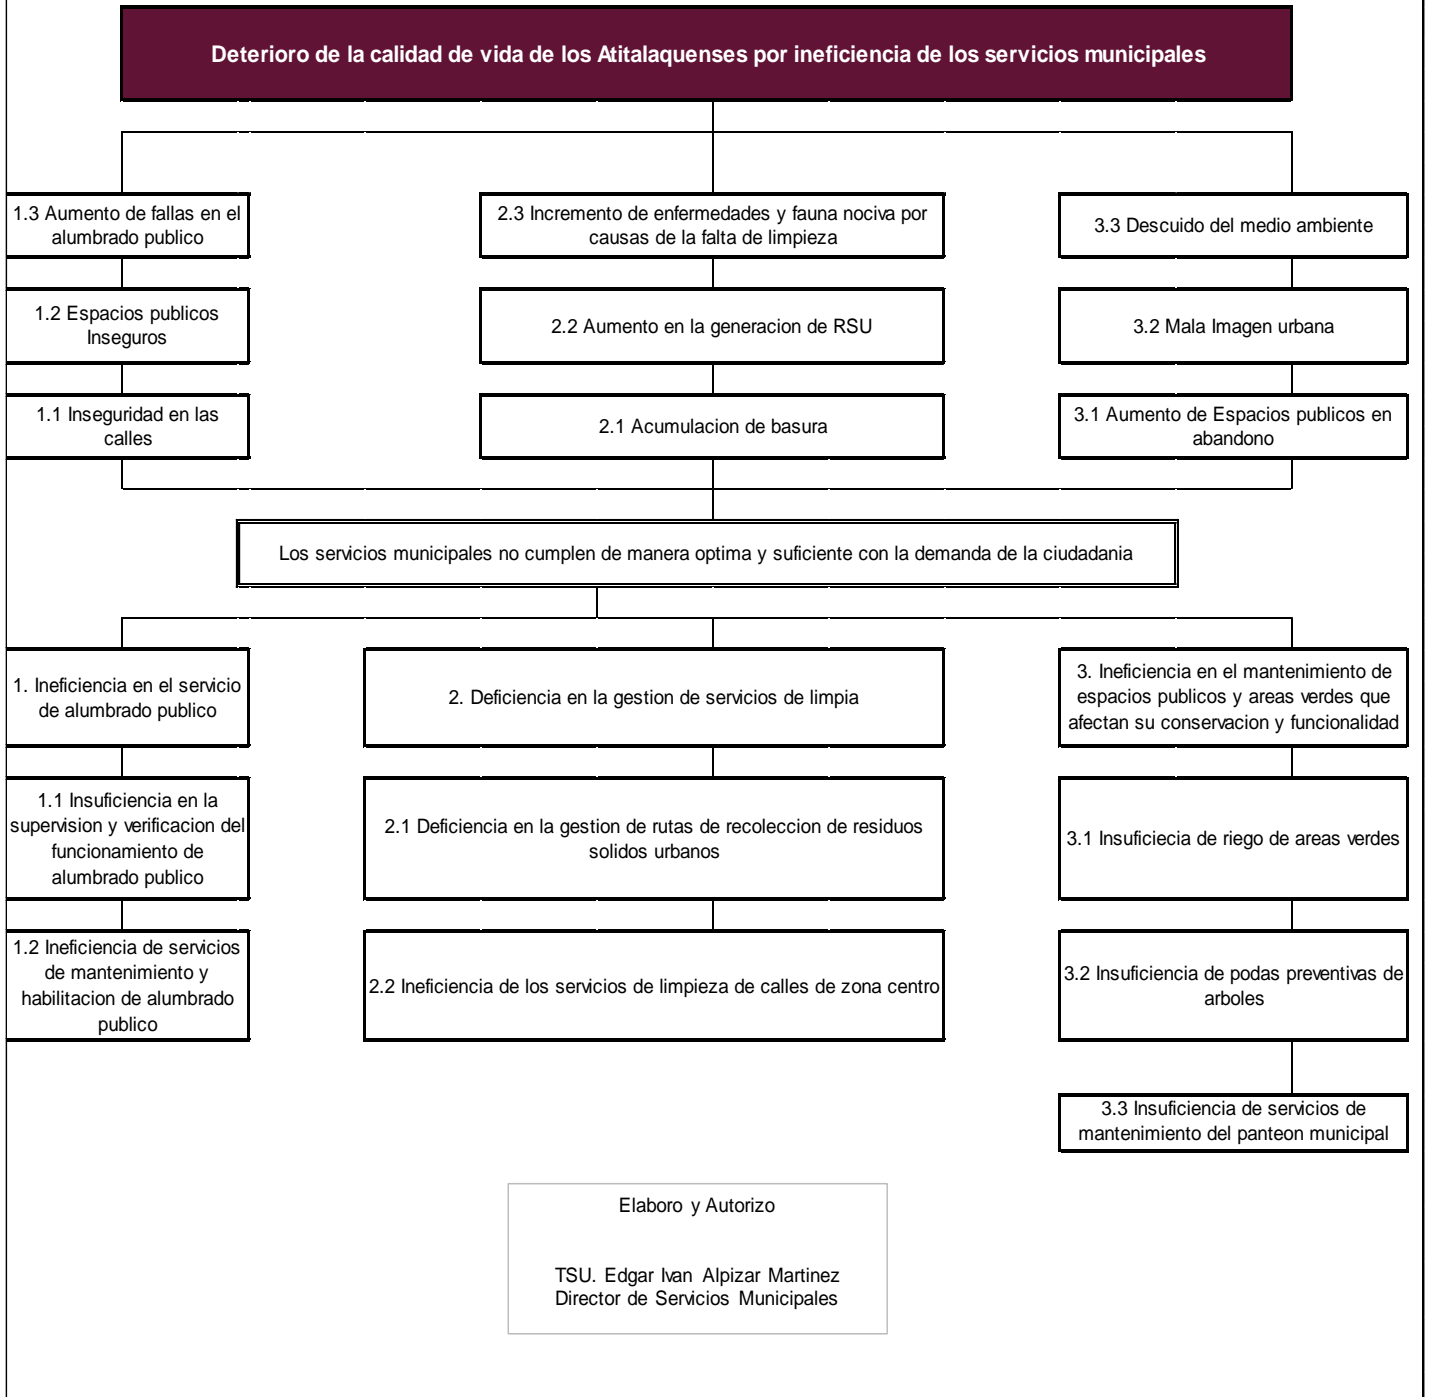 Deterioro de la calidad de vida de los Atitalaquenses por ineficiencia de los servicios municipales
1.3 Aumento de fallas en el
alumbrado publico
2.3 Incremento de enfermedades y fauna nociva por
causas de la falta de limpieza
3.3 Descuido del medio ambiente
1.2 Espacios publicos
Inseguros
2.2 Aumento en la generacion de RSU
3.2 Mala Imagen urbana
1.1 Inseguridad en las
calles
2.1 Acumulacion de basura
3.1 Aumento de Espacios publicos en
abandono
Los servicios municipales no cumplen de manera optima y suficiente con la demanda de la ciudadania
1. Ineficiencia en el servicio
de alumbrado publico
2. Deficiencia en la gestion de servicios de limpia
3. Ineficiencia en el mantenimiento de
espacios publicos y areas verdes que
afectan su conservacion y funcionalidad
1.1 Insuficiencia en la
supervision y verificacion del
funcionamiento de
alumbrado publico
2.1 Deficiencia en la gestion de rutas de recoleccion de residuos
solidos urbanos
3.1 Insuficiecia de riego de areas verdes
1.2 Ineficiencia de servicios
de mantenimiento y
habilitacion de alumbrado
publico
2.2 Ineficiencia de los servicios de limpieza de calles de zona centro
3.2 Insuficiencia de podas preventivas de
arboles
3.3 Insuficiencia de servicios de
mantenimiento del panteon municipal
Elaboro y Autorizo
TSU. Edgar Ivan Alpizar Martinez
Director de Servicios Municipales